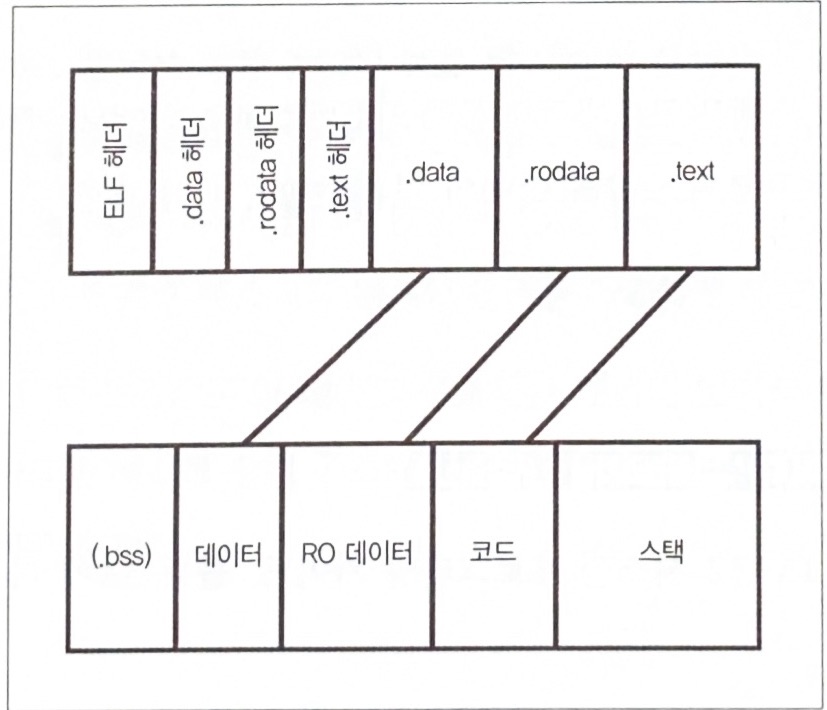 ELF 헤더
.data 헤더
.rodata 헤더
.text 헤더
.data
.rodata
.text
(.bss)
데이터
RO 데이터
코드
스택